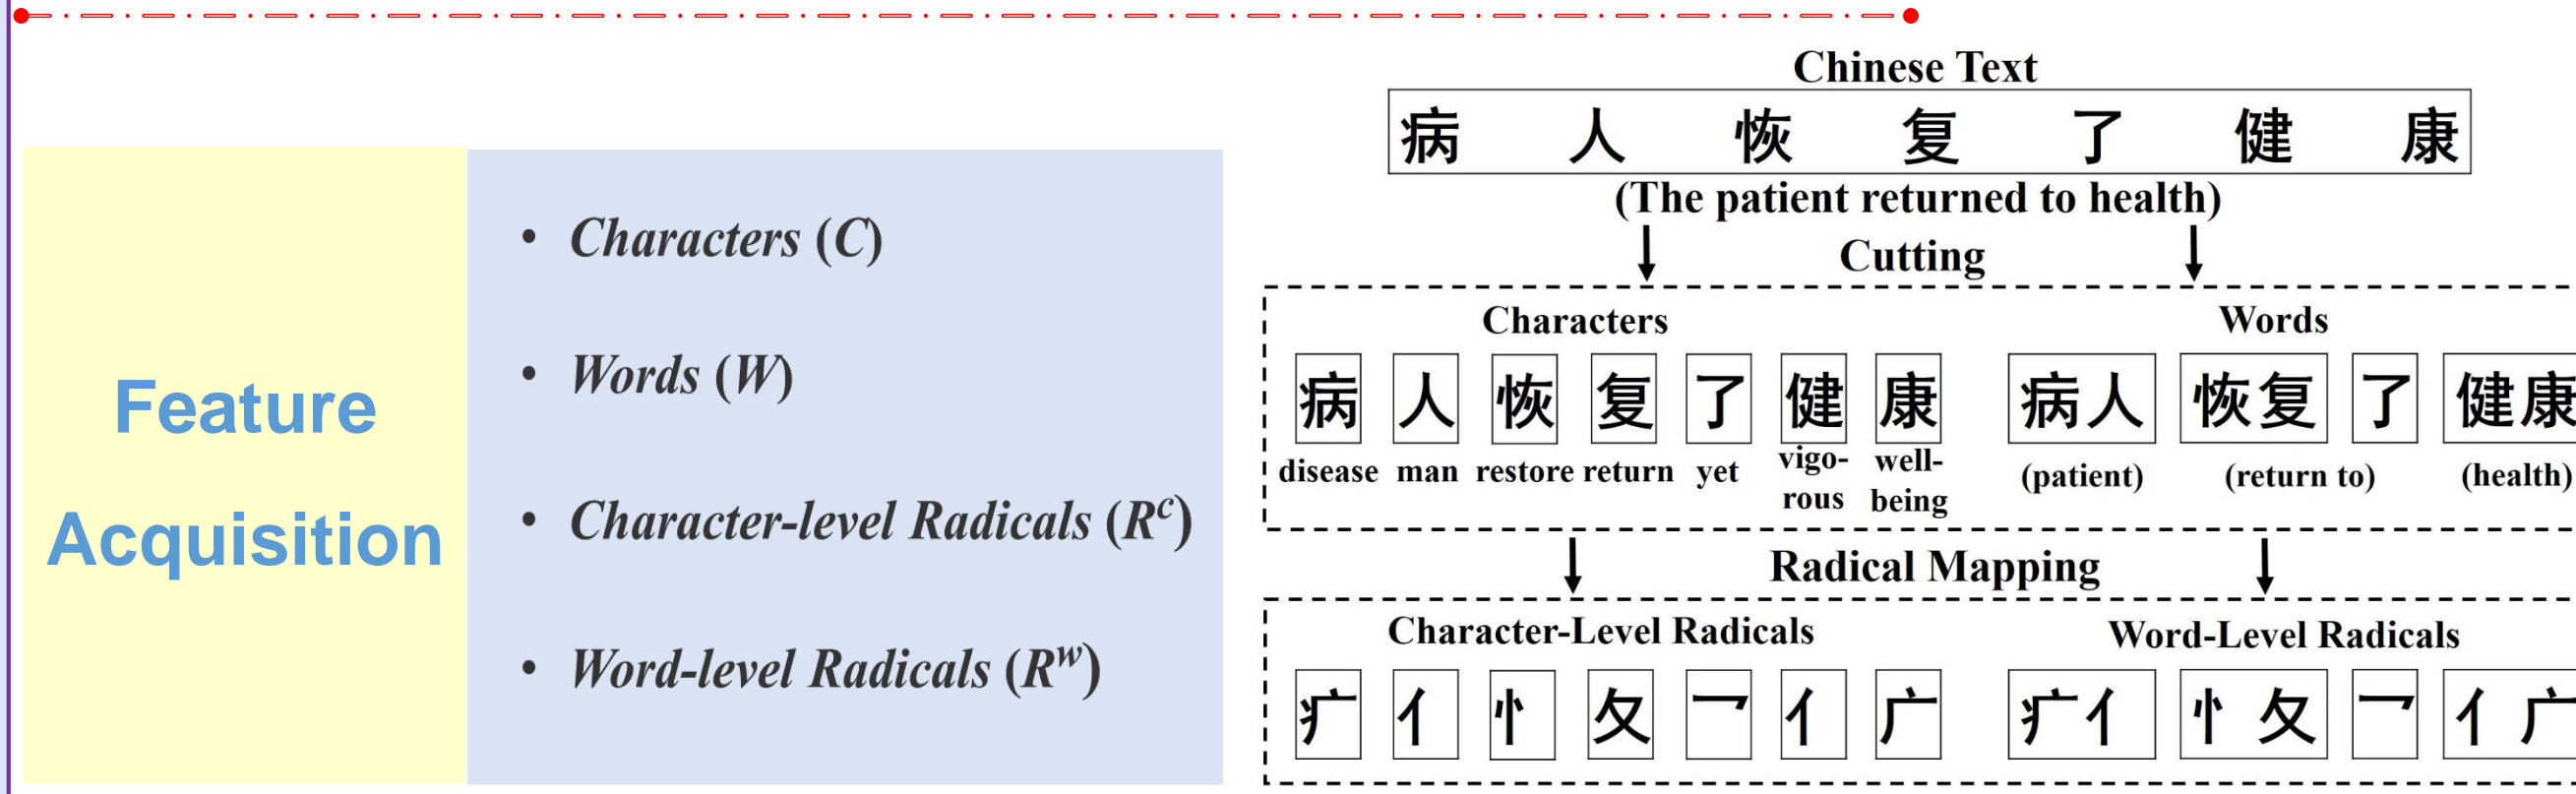 Feature
Acquisition
• Characters (C)
• Words (W)
• Character-level Radicals (R^c)
• Word-level Radicals (R^w)
Chinese Text
病 人 恢 复 了 健 康
(The patient returned to health)
Cutting
Characters Words
病 人 恢 复 了 健 康 病人 恢复 了 健康
disease man restore return yet vigo-rous well-being (patient) (return to) (health)
Radical Mapping
Character-Level Radicals Word-Level Radicals
疒 亻 忄 夂 乛 亻 广 疒亻 忄夂 乛 亻广